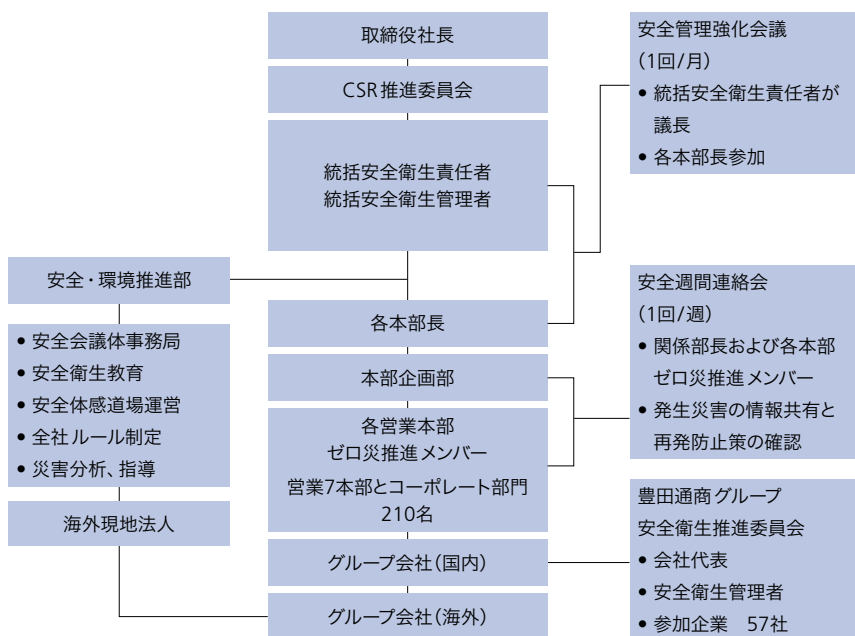 取締役社長
CSR推進委員会
統括安全衛生責任者
統括安全衛生管理者
安全・環境推進部
• 安全会議体事務局
• 安全衛生教育
• 安全体感道場運営
• 全社ルール制定
• 災害分析、指導
海外現地法人
各本部長
本部企画部
各営業本部
ゼロ災推進メンバー
営業7本部とコーポレート部門
210名
グループ会社（国内）
グループ会社（海外）
安全管理強化会議
（1回/月）
• 統括安全衛生責任者が
議長
• 各本部長参加
安全週間連絡会
（1回/週）
• 関係部長および各本部
ゼロ災推進メンバー
• 発生災害の情報共有と
再発防止策の確認
豊田通商グループ
安全衛生推進委員会
• 会社代表
• 安全衛生管理者
• 参加企業　57社